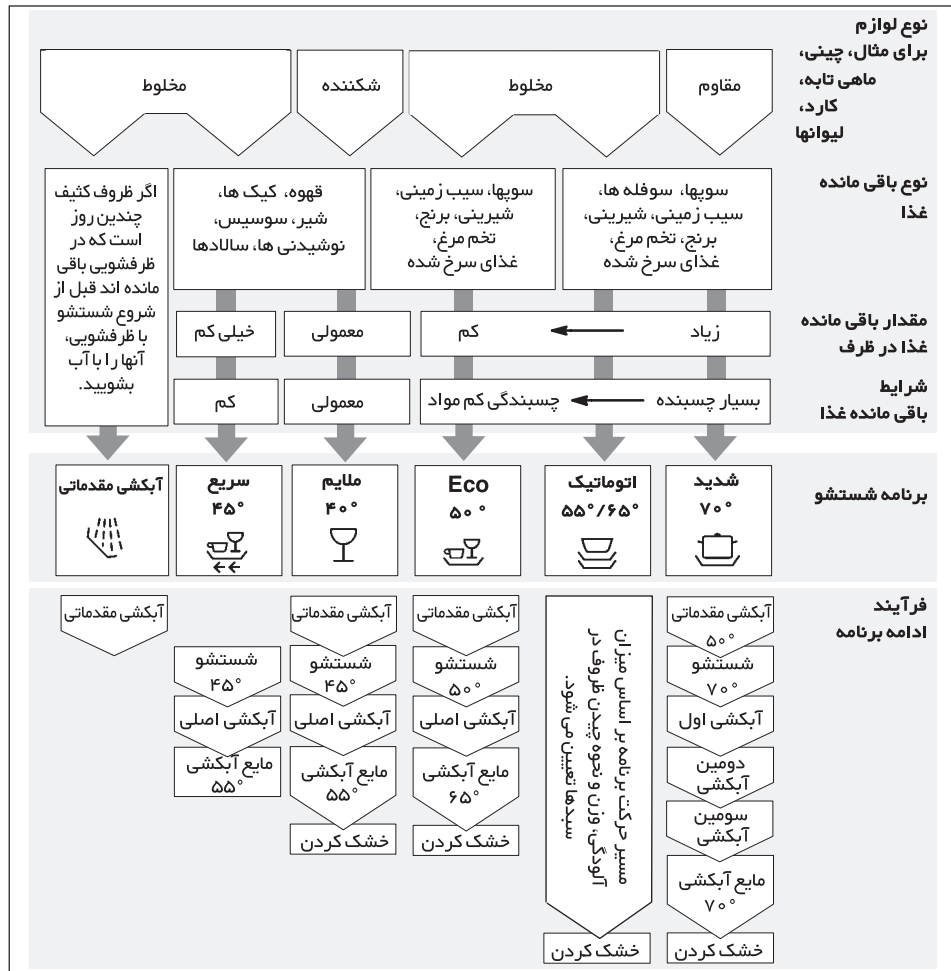 نوع لوازم
برای مثال، چینی،
ماهی تابه،
کارد،
لیوانها
مقاوم
مخلوط
شکننده
مخلوط
نوع باقی مانده
غذا
سوپها، سوفله ها،
سیب زمینی، شیرینی،
برنج، تخم مرغ،
غذای سرخ شده
سوپها، سیب زمینی،
شیرینی، برنج،
تخم مرغ،
غذای سرخ شده
قهوه، کیک ها،
شیر، سوسیس،
نوشیدنی ها، سالادها
اگر ظروف کثیف
چندین روز
است که در
ظرفشویی باقی
مانده اند قبل از
شروع شستشو
با ظرفشویی،
آنها را با آب
بشویید.
مقدار باقی مانده
غذا در ظرف
زیاد
کم
معمولی
خیلی کم
شرایط
باقی مانده غذا
بسیار چسبنده
چسبندگی کم مواد
معمولی
کم
برنامه شستشو
شدید
۷۰°
اتوماتیک
۵۵°/۶۵°
Eco
۵۰°
ملایم
۴۰°
سریع
۴۵°
آبکشی مقدماتی
فرآیند
ادامه برنامه
آبکشی مقدماتی
۵۰°
شستشو
۷۰°
آبکشی اول
دومین
آبکشی
سومین
آبکشی
مایع آبکشی
۷۰°
خشک کردن
مسیر حرکت برنامه بر اساس میزان
آلودگی، وزن و نحوه چیدن ظروف در
سبدها تعیین می شود.
خشک کردن
آبکشی مقدماتی
شستشو
۵۰°
آبکشی اصلی
مایع آبکشی
۶۵°
خشک کردن
آبکشی مقدماتی
شستشو
۴۵°
آبکشی اصلی
مایع آبکشی
۵۵°
خشک کردن
شستشو
۴۵°
آبکشی اصلی
مایع آبکشی
۵۵°
آبکشی مقدماتی